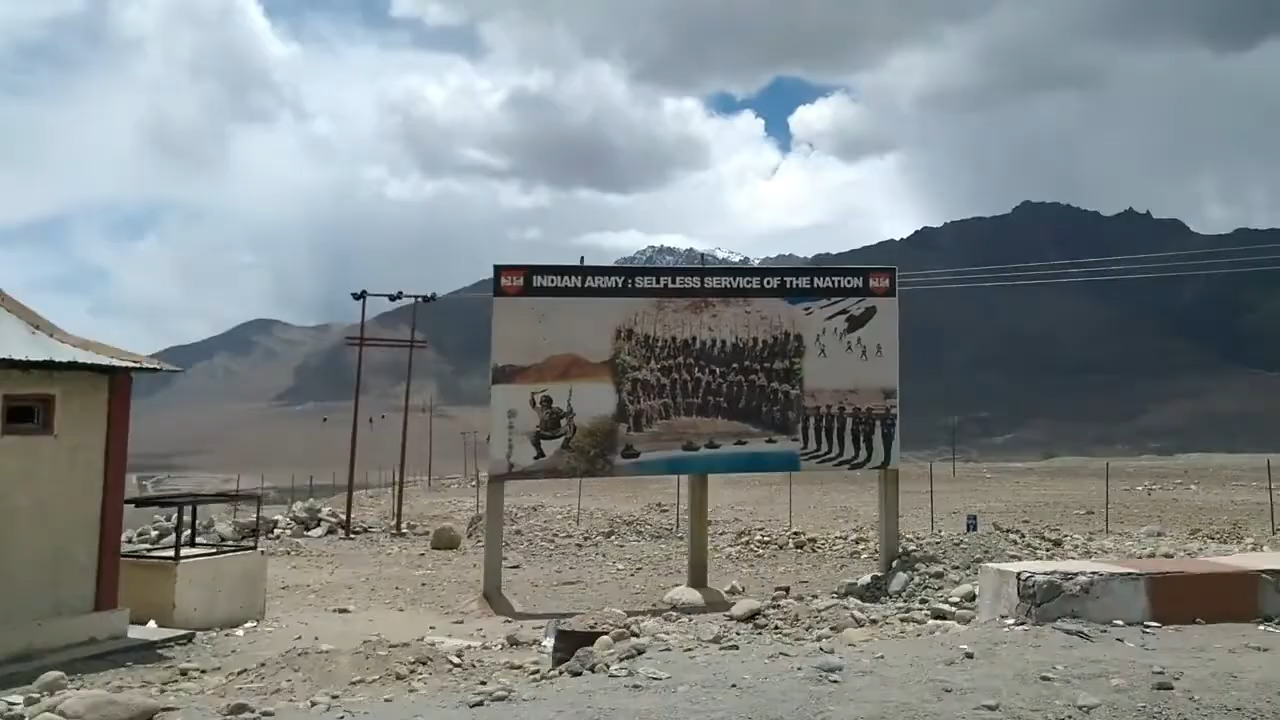 INDIAN ARMY : SELFLESS SERVICE OF THE NATION